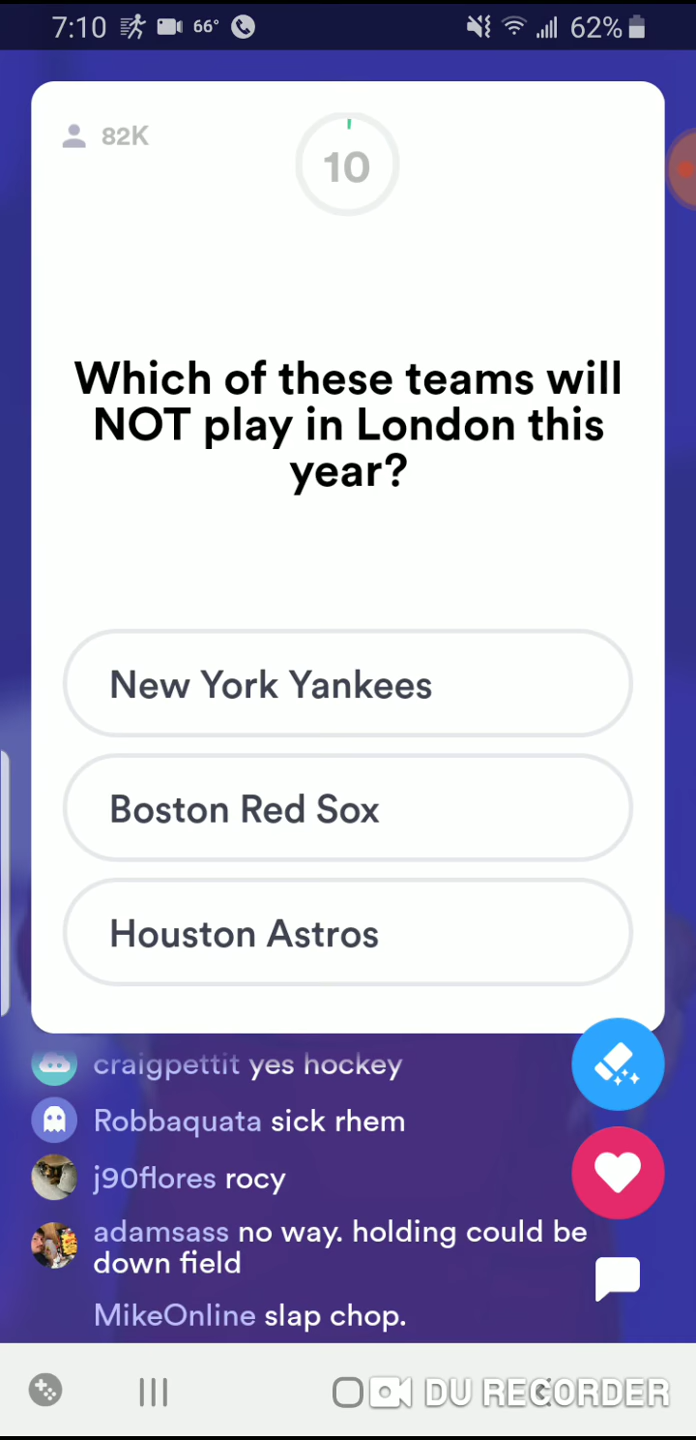 7:10 66° 62%
82K
10
Which of these teams will
NOT play in London this
year?
New York Yankees
Boston Red Sox
Houston Astros
craigpettit yes hockey
Robbaquata sick rhem
j90flores rocy
adamsass no way. holding could be
down field
MikeOnline slap chop.
DU RECORDER